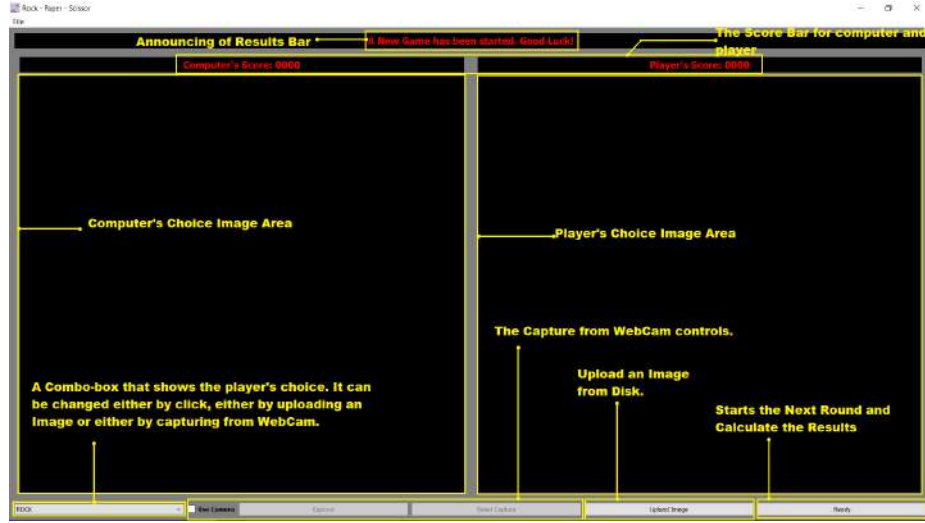 Rock - Paper - Scissor
File
Announcing of Results Bar
A New Game has been started. Good Luck!
The Score Bar for computer and
player
Computer's Score: 0000
Player's Score: 0000
Computer's Choice Image Area
Player's Choice Image Area
The Capture from WebCam controls.
Upload an Image
from Disk.
A Combo-box that shows the player's choice. It can
be changed either by click, either by uploading an
Image or either by capturing from WebCam.
Starts the Next Round and
Calculate the Results
ROCK
Use Camera
Capture
Reset Capture
Upload Image
Ready